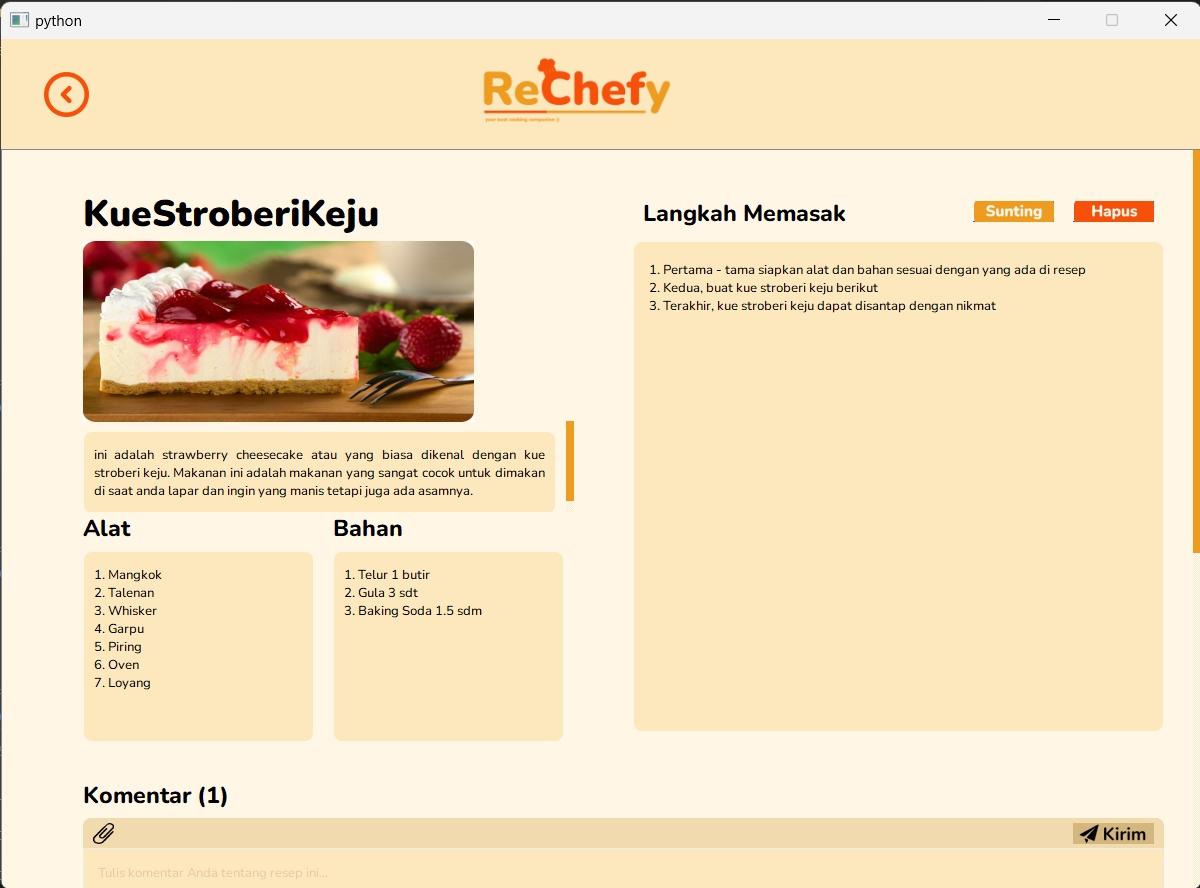 python
ReChefy
your best cooking companion :)
KueStroberiKeju
ini adalah strawberry cheesecake atau yang biasa dikenal dengan kue
stroberi keju. Makanan ini adalah makanan yang sangat cocok untuk dimakan
di saat anda lapar dan ingin yang manis tetapi juga ada asamnya.
Alat
1. Mangkok
2. Talenan
3. Whisker
4. Garpu
5. Piring
6. Oven
7. Loyang
Bahan
1. Telur 1 butir
2. Gula 3 sdt
3. Baking Soda 1.5 sdm
Langkah Memasak
Sunting
Hapus
1. Pertama - tama siapkan alat dan bahan sesuai dengan yang ada di resep
2. Kedua, buat kue stroberi keju berikut
3. Terakhir, kue stroberi keju dapat disantap dengan nikmat
Komentar (1)
Kirim
Tulis komentar Anda tentang resep ini...